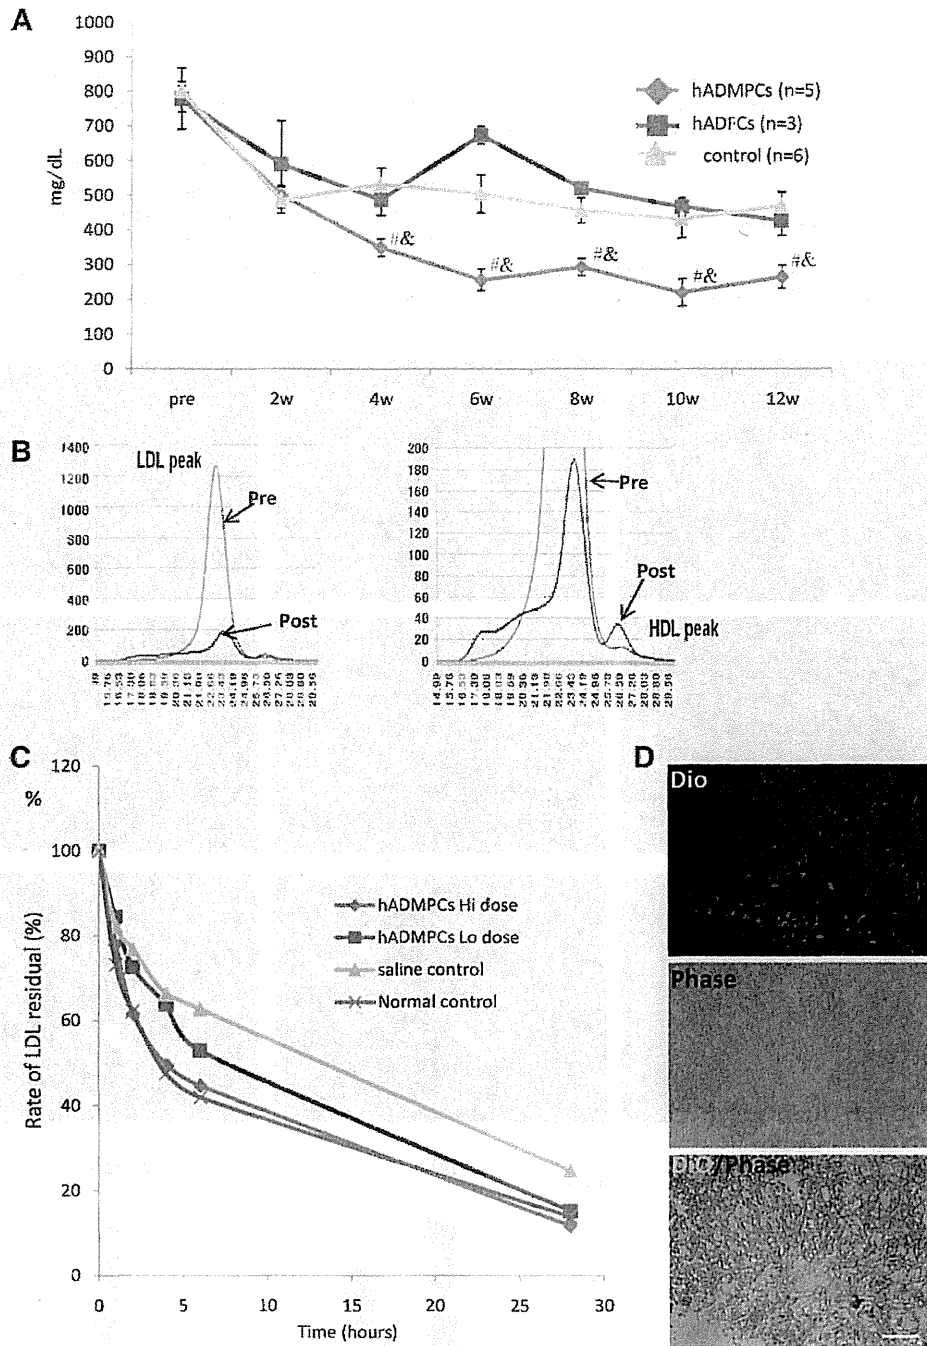 A
1000
900
800
700
600
500
400
300
200
100
0
mg/dL
hADMPCs (n=5)
hADFCs (n=3)
control (n=6)
#&
#&
#&
#&
#&
pre 2w 4w 6w 8w 10w 12w
B
1400
1200
1000
800
600
400
200
0
LDL peak
Pre
Post
200
180
160
140
120
100
80
60
40
20
0
Pre
Post
HDL peak
C
120
%
100
80
60
40
20
0
Rate of LDL residual (%)
hADMPCs Hi dose
hADMPCs Lo dose
saline control
Normal control
0 5 10 15 20 25 30
Time (hours)
D
Dio
Phase
Dio/Phase